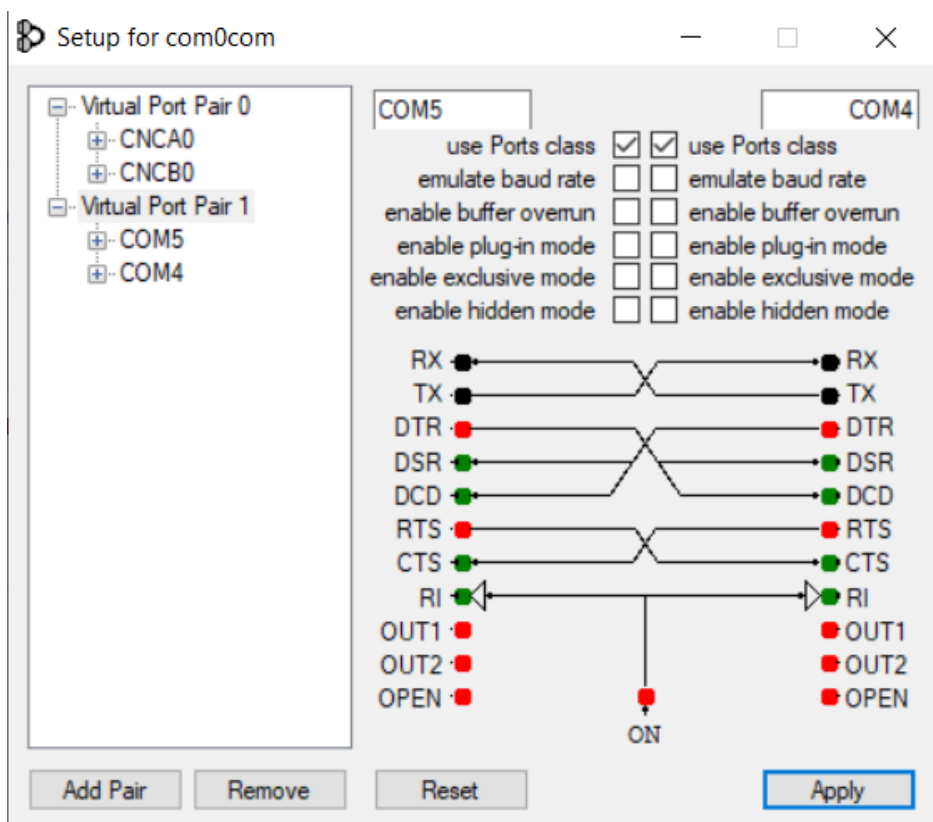 Setup for com0com
Virtual Port Pair 0
CNCA0
CNCB0
Virtual Port Pair 1
COM5
COM4
COM5 COM4
use Ports class use Ports class
emulate baud rate emulate baud rate
enable buffer overrun enable buffer overrun
enable plug-in mode enable plug-in mode
enable exclusive mode enable exclusive mode
enable hidden mode enable hidden mode
RX RX
TX TX
DTR DTR
DSR DSR
DCD DCD
RTS RTS
CTS CTS
RI RI
OUT1 OUT1
OUT2 OUT2
OPEN OPEN
ON
Add Pair Remove Reset Apply